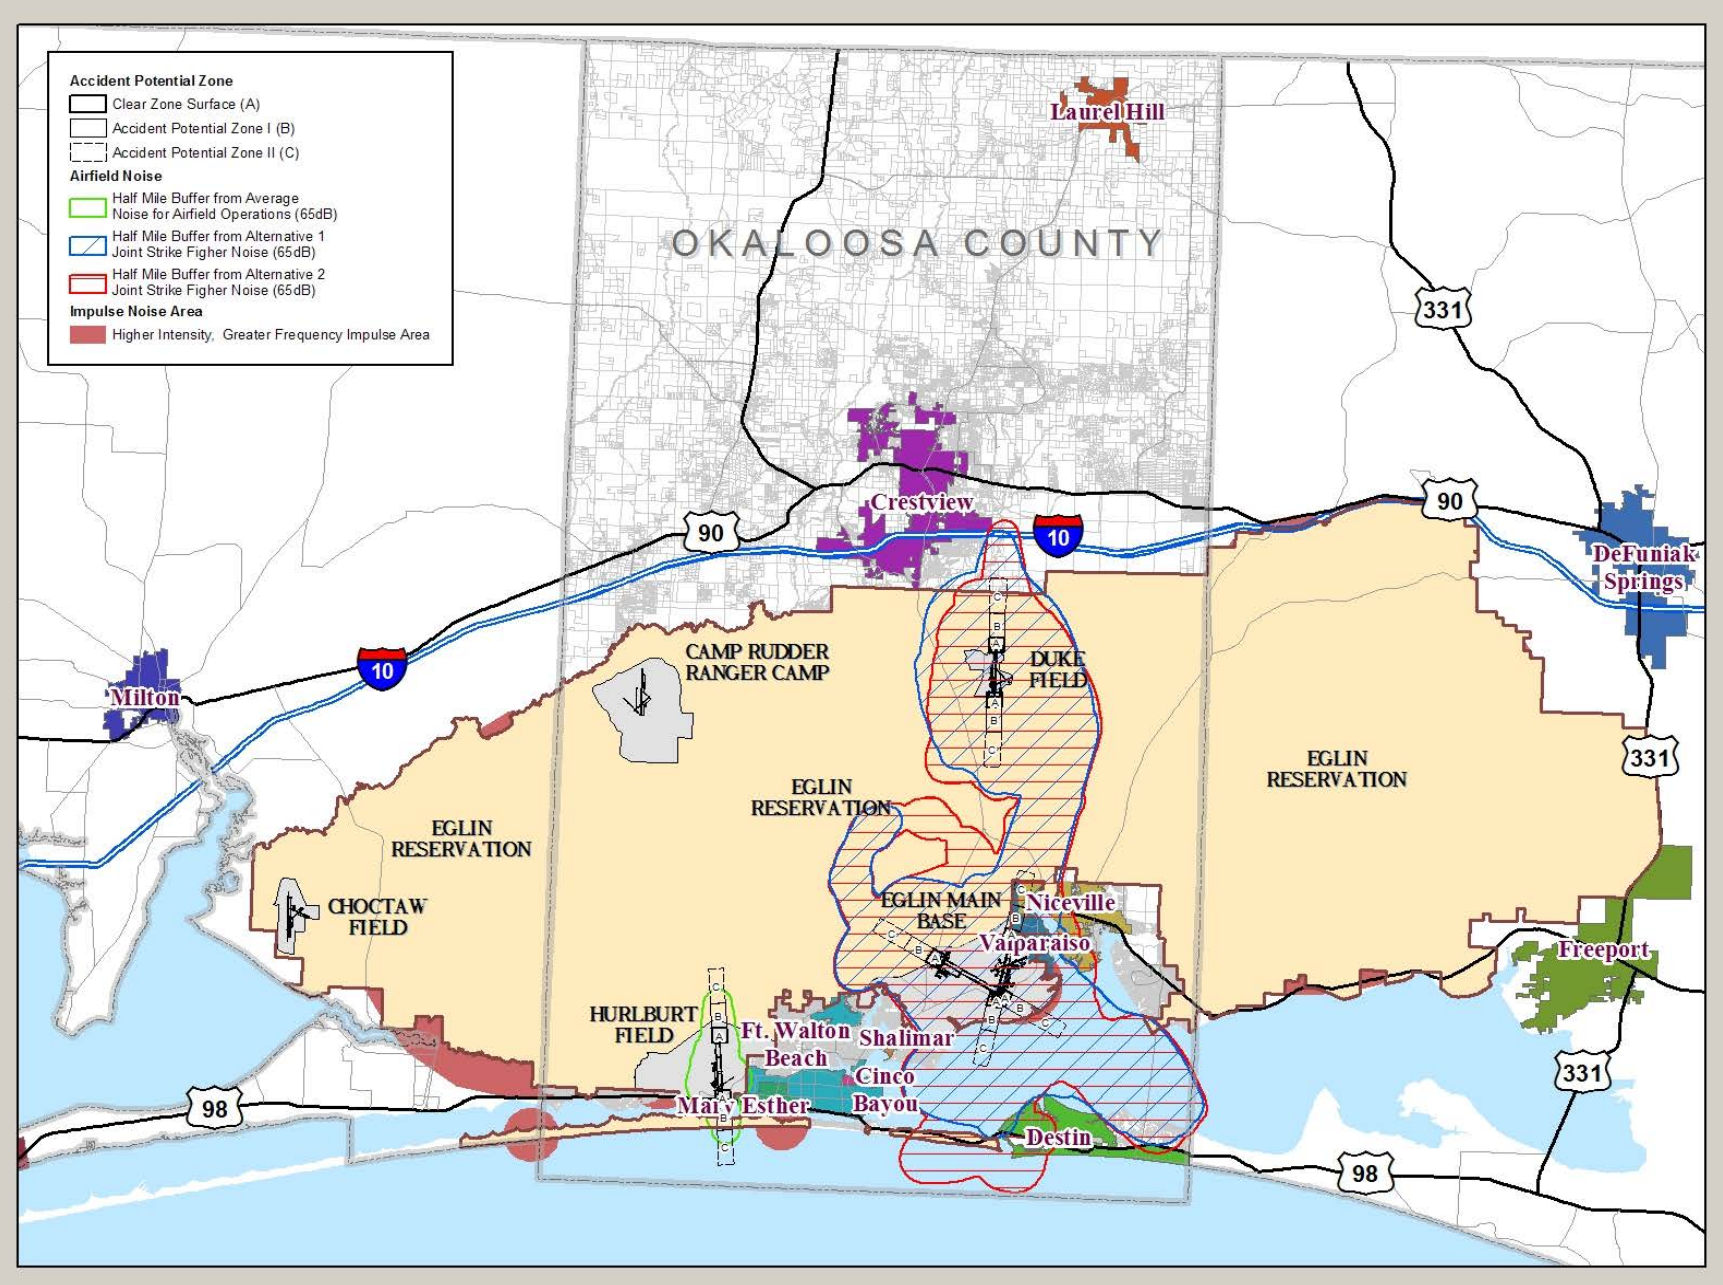 Accident Potential Zone
Clear Zone Surface (A)
Accident Potential Zone I (B)
Accident Potential Zone II (C)
Airfield Noise
Half Mile Buffer from Average
Noise for Airfield Operations (65dB)
Half Mile Buffer from Alternative 1
Joint Strike Figher Noise (65dB)
Half Mile Buffer from Alternative 2
Joint Strike Figher Noise (65dB)
Impulse Noise Area
Higher Intensity, Greater Frequency Impulse Area
Laurel Hill
OKALOOSA COUNTY
331
Crestview
90
90
10
DeFuniak
Springs
CAMP RUDDER
RANGER CAMP
10
Milton
C
B
A
DUKE
FIELD
A
B
C
331
EGLIN
RESERVATION
EGLIN
RESERVATION
EGLIN
RESERVATION
CHOCTAW
FIELD
EGLIN MAIN
BASE
C
Niceville
B
A
C
B
A
Valparaiso
Freeport
A A
B
B
C
C
HURLBURT
FIELD
C
B
A
Ft. Walton
Beach
Shalimar
Cinco
Bayou
331
98
Mary Esther
A
B
C
Destin
98